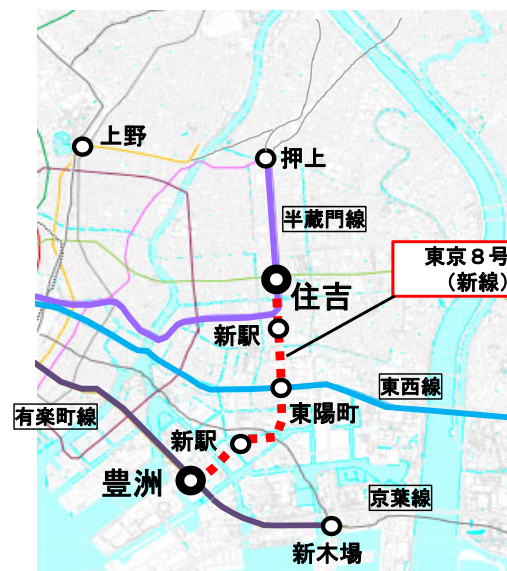 上野
押上
半蔵門線
東京８号
（新線）
住吉
新駅
東西線
東陽町
有楽町線
新駅
豊洲
京葉線
新木場